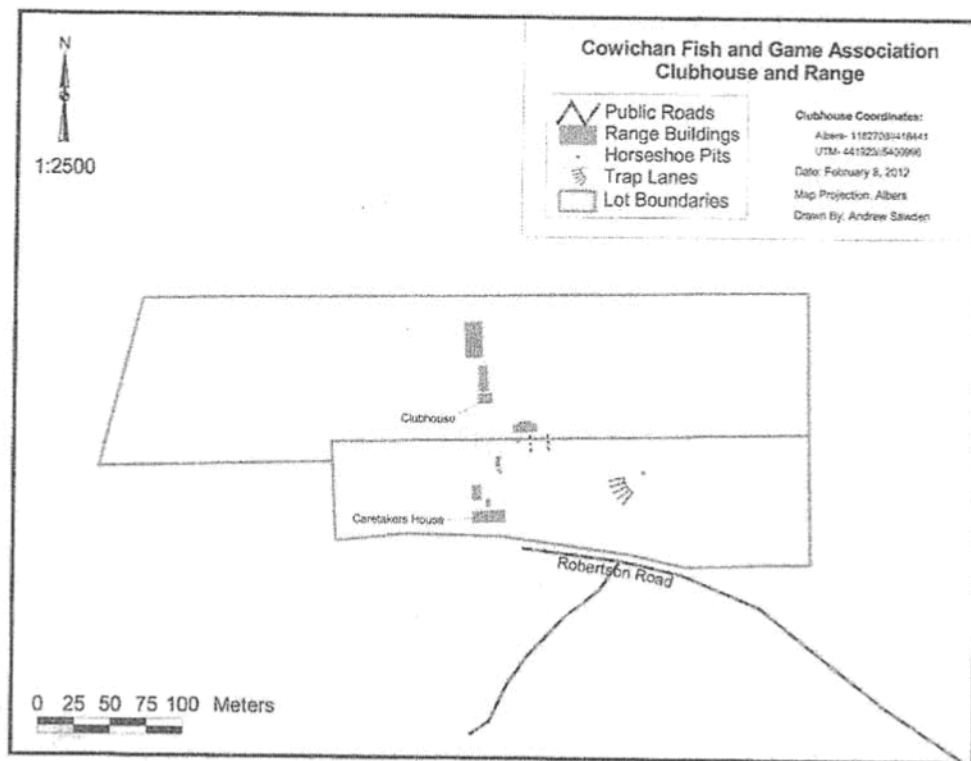 N
1:2500
Cowichan Fish and Game Association
Clubhouse and Range
Public Roads
Range Buildings
Horseshoe Pits
Trap Lanes
Lot Boundaries
Clubhouse Coordinates:
Albers-
UTM-
Date: February 8, 2012
Map Projection: Albers
Drawn By: Andrew Sawden
Clubhouse
Caretakers House
Robertson Road
0 25 50 75 100 Meters